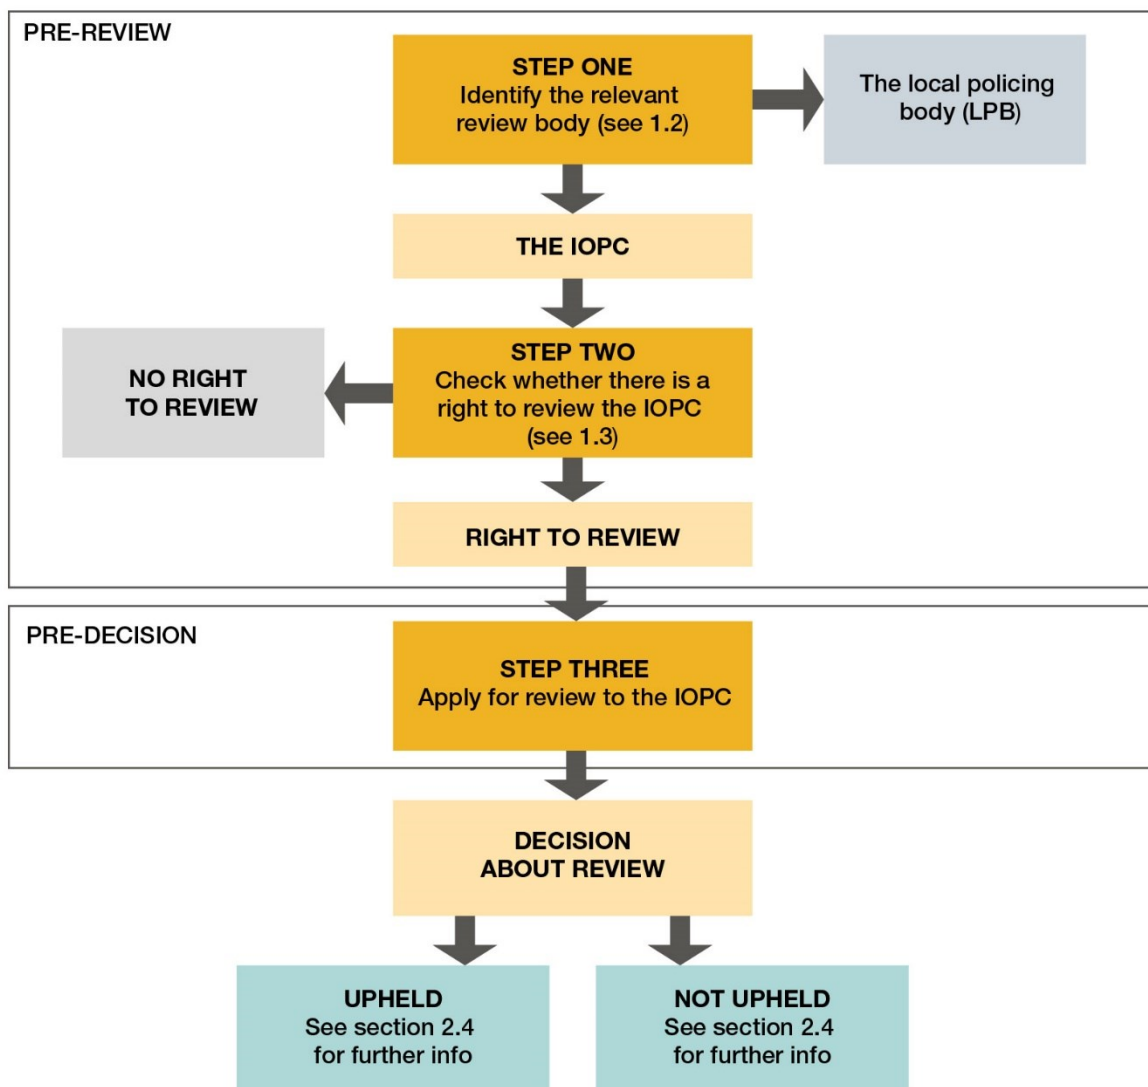 PRE-REVIEW
STEP ONE
Identify the relevant
review body (see 1.2)
The local policing
body (LPB)
THE IOPC
NO RIGHT
TO REVIEW
STEP TWO
Check whether there is a
right to review the IOPC
(see 1.3)
RIGHT TO REVIEW
PRE-DECISION
STEP THREE
Apply for review to the IOPC
DECISION
ABOUT REVIEW
UPHELD
See section 2.4
for further info
NOT UPHELD
See section 2.4
for further info